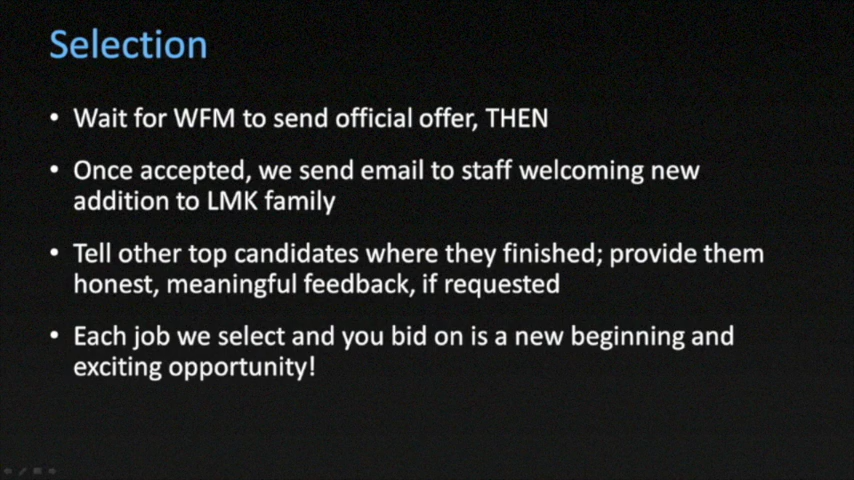 Selection
• Wait for WFM to send official offer, THEN
• Once accepted, we send email to staff welcoming new
addition to LMK family
• Tell other top candidates where they finished; provide them
honest, meaningful feedback, if requested
• Each job we select and you bid on is a new beginning and
exciting opportunity!